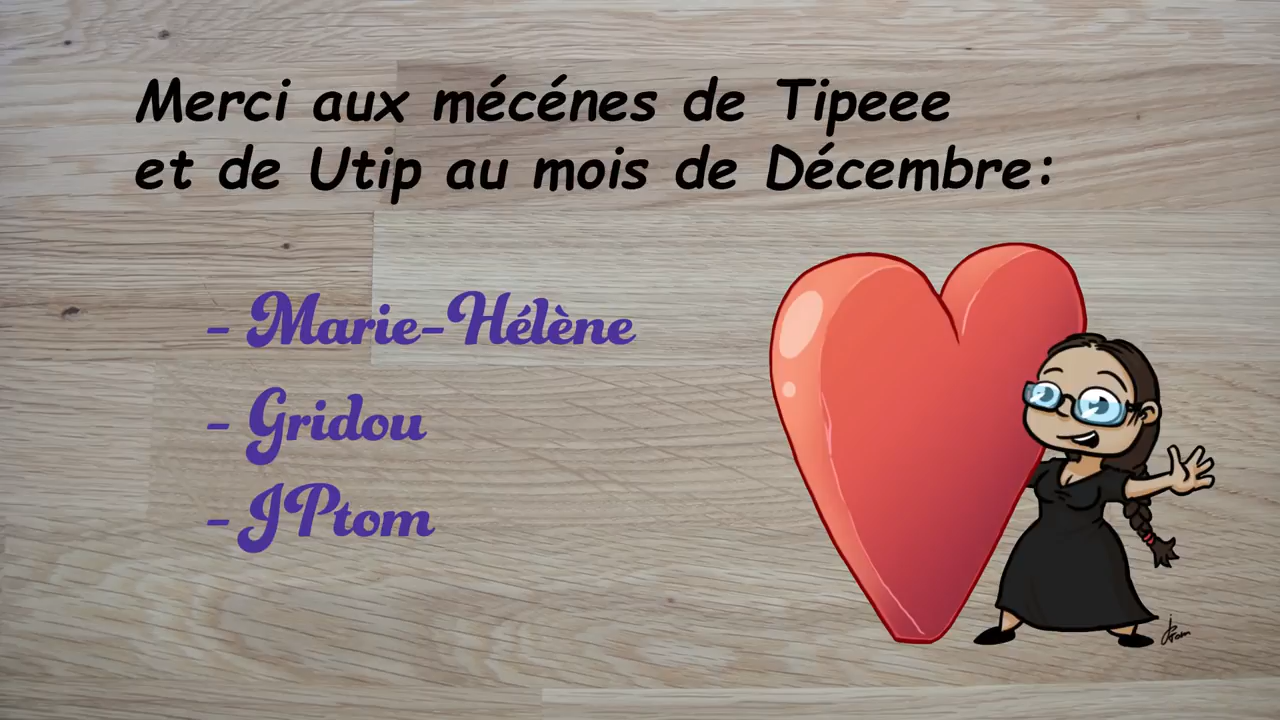 Merci aux mécénes de Tipeee
et de Utip au mois de Décembre:
- Marie-Hélène
- Gridou
- JPtom